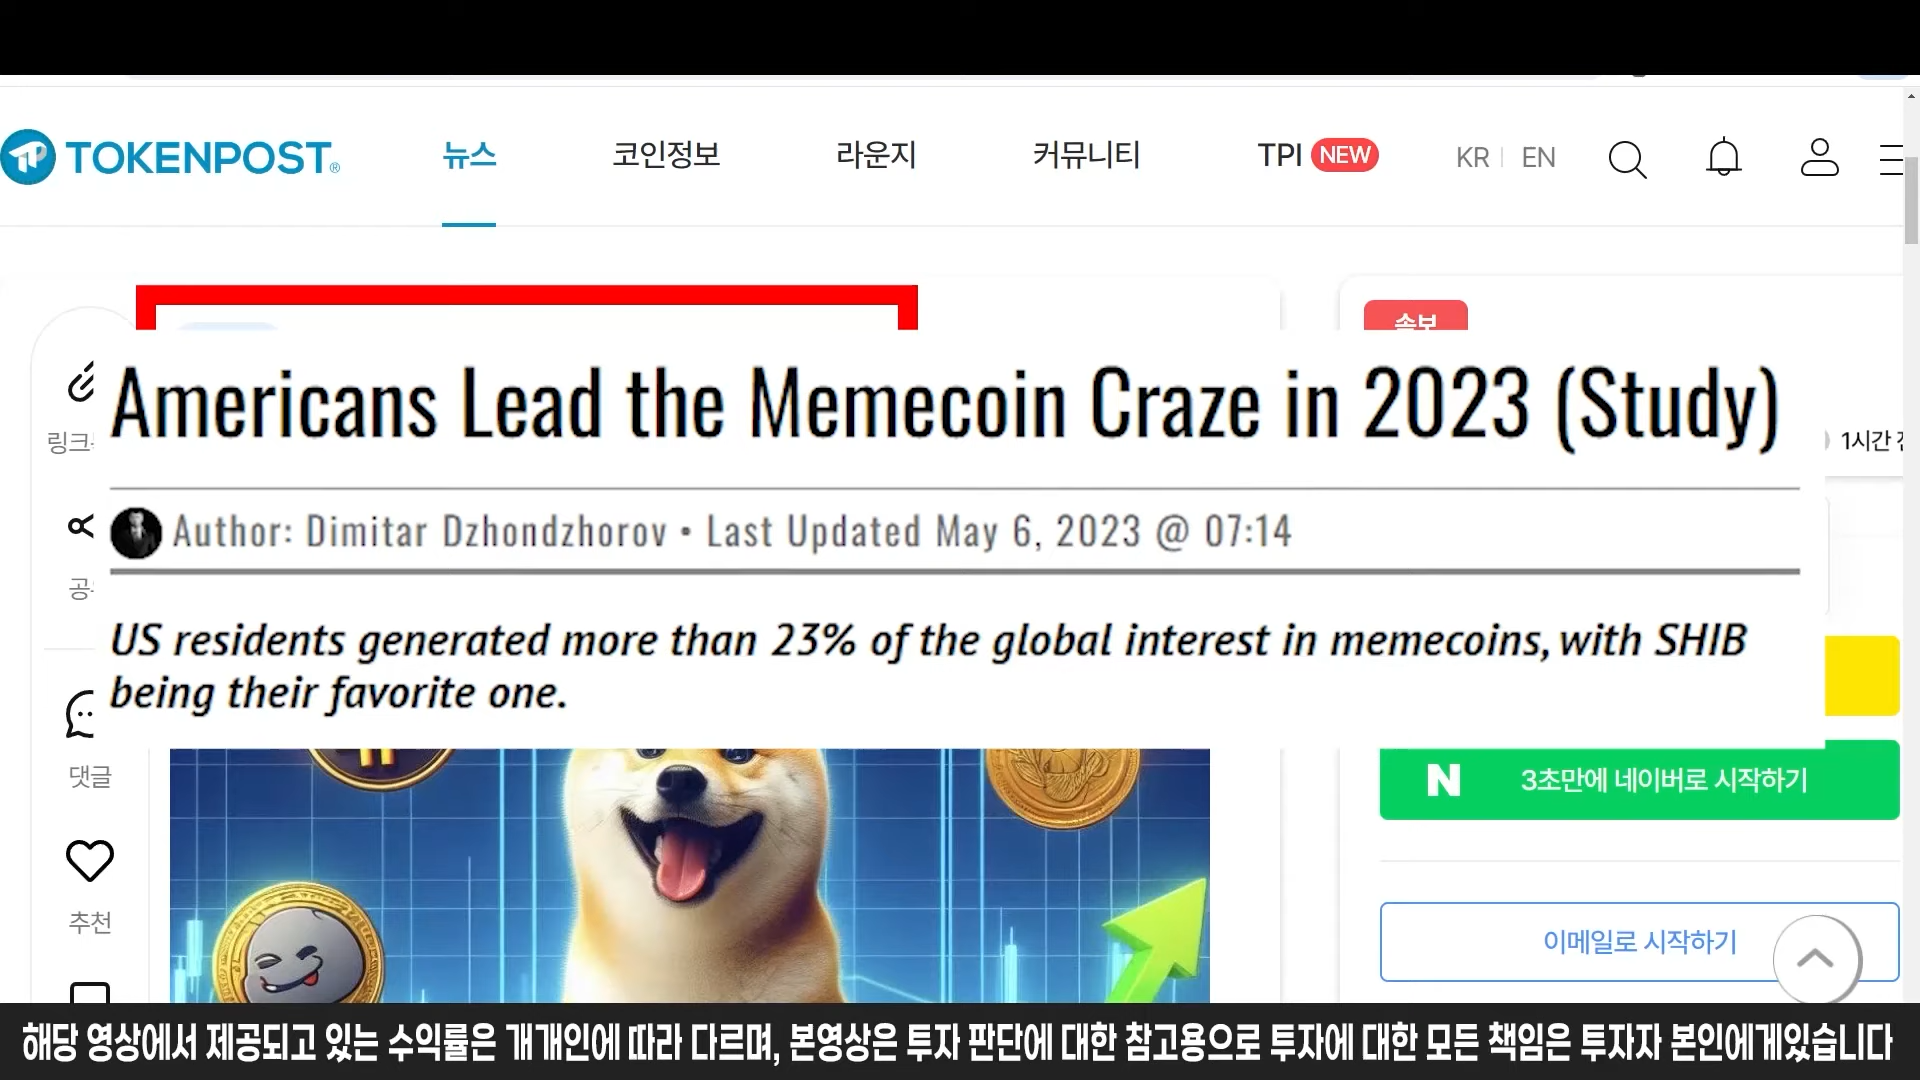 TOKENPOST®
뉴스
코인정보
라운지
커뮤니티
TPI NEW
KR EN
속보
Americans Lead the Memecoin Craze in 2023 (Study)
1시간
Author: Dimitar Dzhondzhorov • Last Updated May 6, 2023 @ 07:14
US residents generated more than 23% of the global interest in memecoins, with SHIB
being their favorite one.
링크
댓글
추천
N 3초만에 네이버로 시작하기
이메일로 시작하기
해당 영상에서 제공되고 있는 수익률은 개개인에 따라 다르며, 본영상은 투자 판단에 대한 참고용으로 투자에 대한 모든 책임은 투자자 본인에게있습니다